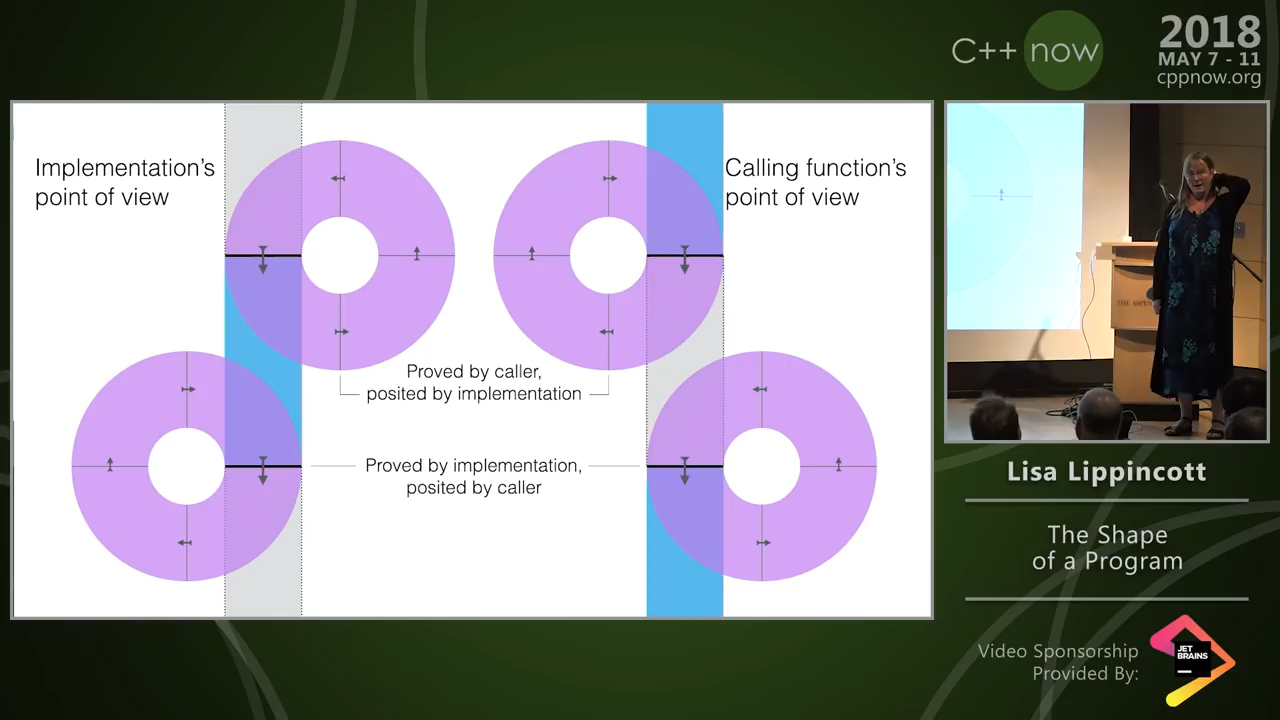 C++ now
2018
MAY 7 - 11
cppnow.org
Implementation's
point of view
Calling function's
point of view
Proved by caller,
posited by implementation
Proved by implementation,
posited by caller
Lisa Lippincott
The Shape
of a Program
Video Sponsorship
Provided By:
JET
BRAINS